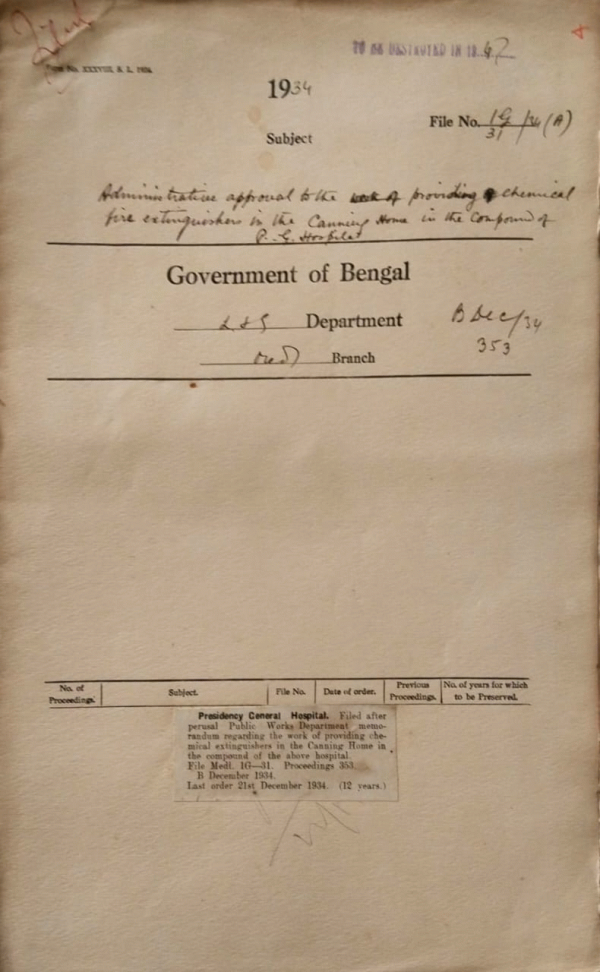 Form No. XXXVIII S. L. 1934.
TO BE DESTROYED IN 1947
1934
File No. 1G/31 /34 (A)
Subject
Administrative approval to the work of providing chemical
fire extinguishers in the Canning Home in the compound of
P. G. Hospital
Government of Bengal
Department
B Dec/34
353
Branch
No. of Proceedings. Subject. File No. Date of order. Previous Proceedings. No. of years for which to be Preserved.
Presidency General Hospital. Filed after
perusal Public Works Department memo-
randum regarding the work of providing che-
mical extinguishers in the Canning Home in
the compound of the above hospital.
File Medl. 1G—31. Proceedings 353.
B December 1934.
Last order 21st December 1934. (12 years.)